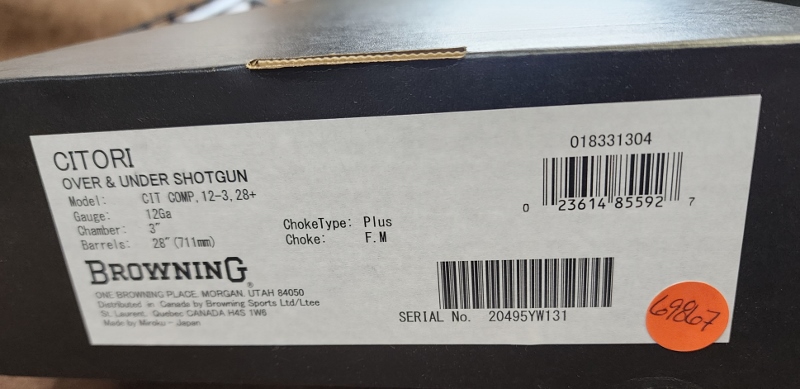 CITORI
OVER & UNDER SHOTGUN
Model: CIT COMP,12-3,28+
Gauge: 12Ga
Chamber: 3"
Barrels: 28"(711mm)
ChokeType: Plus
Choke: F.M
BROWNING®
ONE BROWNING PLACE, MORGAN, UTAH 84050
Distributed in Canada by Browning Sports Ltd/Ltee
St. Laurent, Quebec CANADA H4S 1W6
Made by Miroku - Japan
018331304
0 23614 85592 7
SERIAL No. 20495YW131
69867